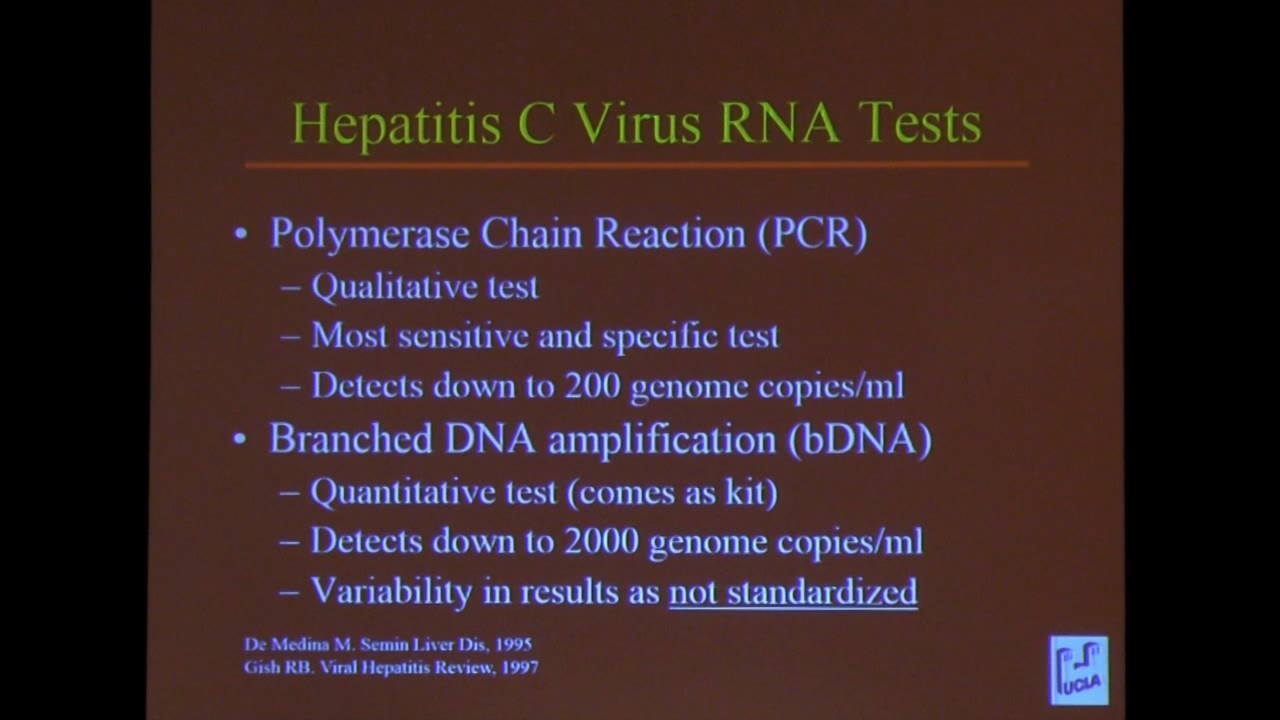 Hepatitis C Virus RNA Tests
• Polymerase Chain Reaction (PCR)
– Qualitative test
– Most sensitive and specific test
– Detects down to 200 genome copies/ml
• Branched DNA amplification (bDNA)
– Quantitative test (comes as kit)
– Detects down to 2000 genome copies/ml
– Variability in results as not standardized
De Medina M. Semin Liver Dis, 1995
Gish RB. Viral Hepatitis Review, 1997
UCLA